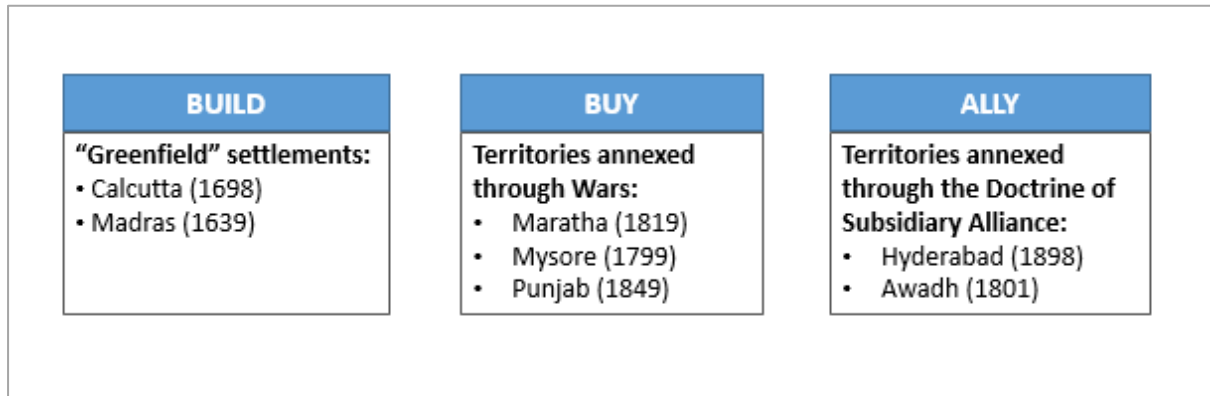 BUILD
“Greenfield” settlements:
• Calcutta (1698)
• Madras (1639)
BUY
Territories annexed
through Wars:
• Maratha (1819)
• Mysore (1799)
• Punjab (1849)
ALLY
Territories annexed
through the Doctrine of
Subsidiary Alliance:
• Hyderabad (1898)
• Awadh (1801)